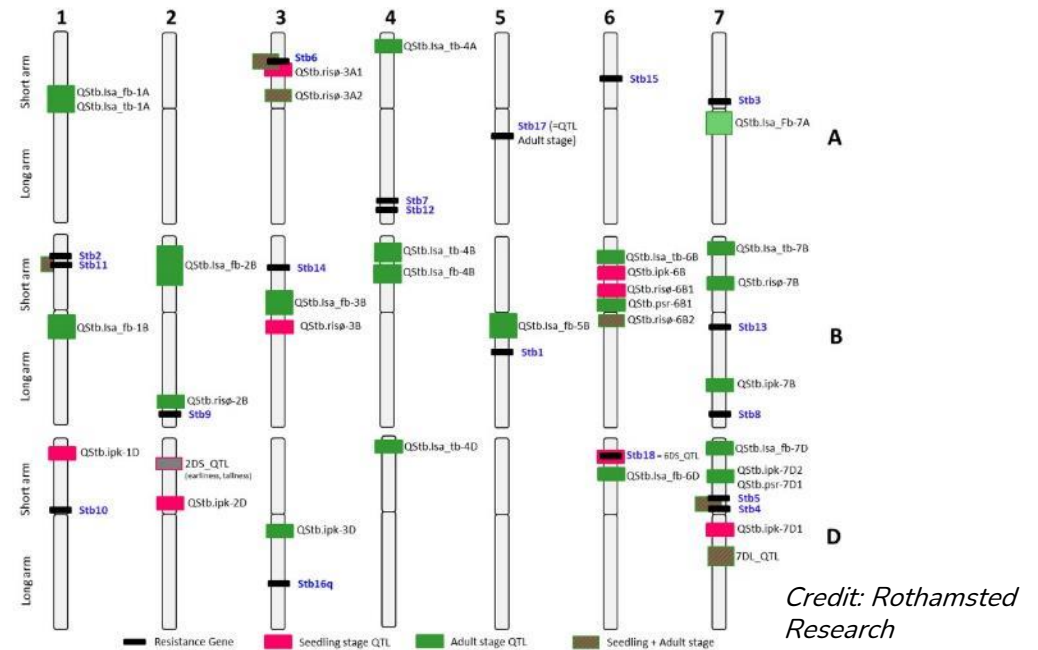 1 2 3 4 5 6 7
Short arm
Long arm
QStb.lsa_fb-1A
QStb.lsa_tb-1A
Stb6
QStb.risø-3A1
QStb.risø-3A2
QStb.lsa_tb-4A
Stb7
Stb12
Stb17 (=QTL
Adult stage)
Stb15
Stb3
QStb.lsa_Fb-7A
A
Short arm
Long arm
Stb2
Stb11
QStb.lsa_fb-1B
QStb.lsa_fb-2B
QStb.risø-2B
Stb9
Stb14
QStb.lsa_fb-3B
QStb.risø-3B
QStb.lsa_tb-4B
QStb.lsa_fb-4B
QStb.lsa_fb-5B
Stb1
QStb.lsa_tb-6B
QStb.ipk-6B
QStb.risø-6B1
QStb.psr-6B1
QStb.risø-6B2
QStb.lsa_tb-7B
QStb.risø-7B
Stb13
QStb.ipk-7B
Stb8
B
Short arm
Long arm
QStb.ipk-1D
Stb10
2DS_QTL
(earliness, tallness)
QStb.ipk-2D
QStb.ipk-3D
Stb16q
QStb.lsa_tb-4D
Stb18 = 6DS_QTL
QStb.lsa_fb-6D
QStb.lsa_fb-7D
QStb.ipk-7D2
QStb.psr-7D1
Stb5
Stb4
QStb.ipk-7D1
7DL_QTL
D
Resistance Gene
Seedling stage QTL
Adult stage QTL
Seedling + Adult stage
Credit: Rothamsted
Research